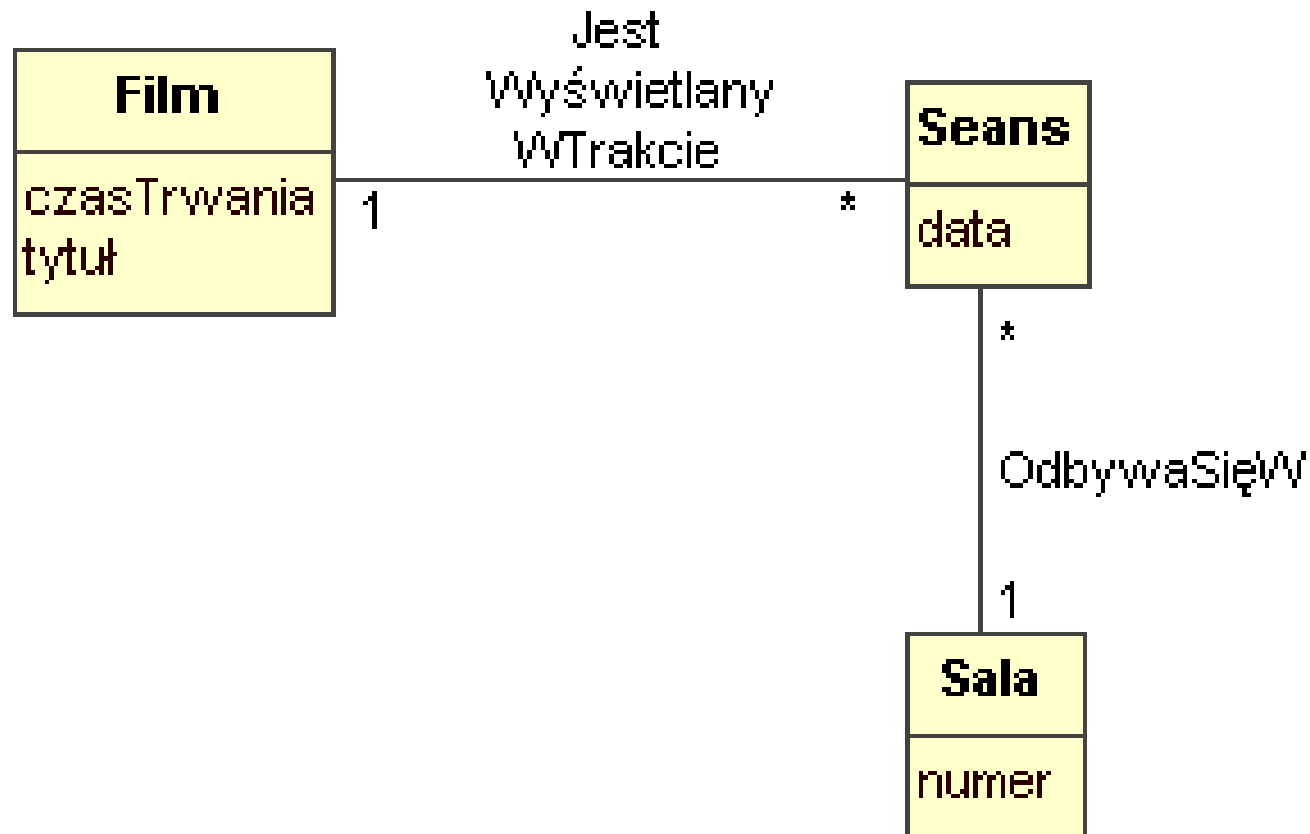 Film
czasTrwania
tytuł
Jest
Wyświetlany
WTrakcie
1
*
Seans
data
*
OdbywaSięW
1
Sala
numer